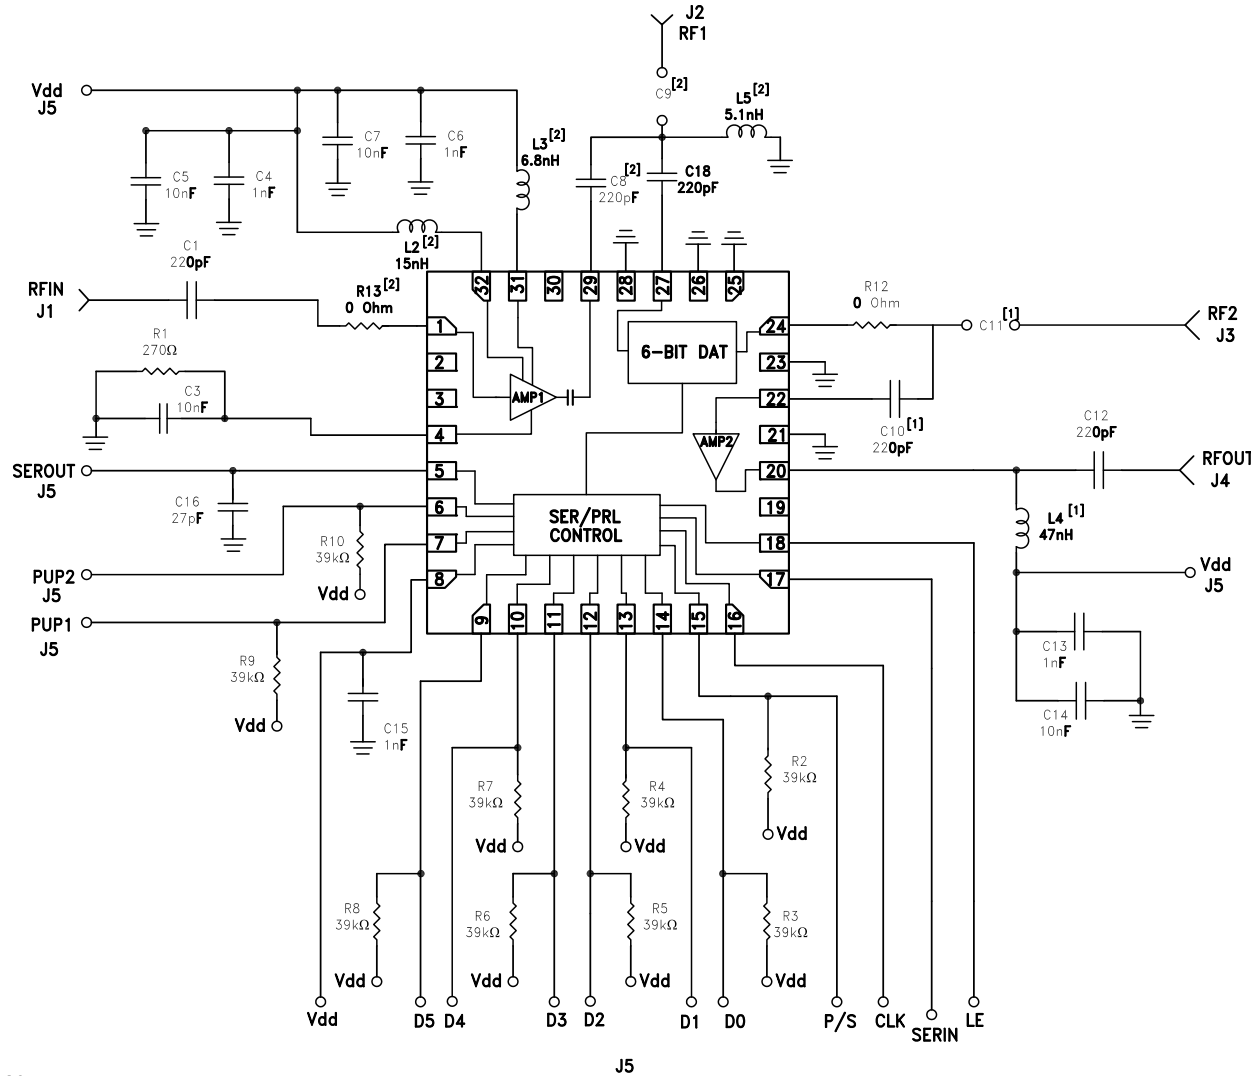 J2
RF1
C9[2]
L5[2]
5.1nH
Vdd
J5
C7
10nF
C6
1nF
L3[2]
6.8nH
C5
10nF
C4
1nF
C8[2]
220pF
C18
220pF
L2[2]
15nH
C1
220pF
RFIN
J1
R13[2]
0 Ohm
32
31
30
29
28
27
26
25
R12
0 Ohm
C11[1]
RF2
J3
R1
270Ω
C3
10nF
1
2
3
4
5
6
7
8
AMP1
6-BIT DAT
AMP2
24
23
22
21
20
19
18
17
C10[1]
220pF
C12
220pF
RFOUT
J4
SEROUT
J5
C16
27pF
SER/PRL
CONTROL
L4[1]
47nH
R10
39kΩ
Vdd
PUP2
J5
Vdd
J5
PUP1
J5
9
10
11
12
13
14
15
16
R9
39kΩ
Vdd
C13
1nF
C14
10nF
C15
1nF
R7
39kΩ
Vdd
R4
39kΩ
Vdd
R2
39kΩ
Vdd
R8
39kΩ
Vdd
R6
39kΩ
Vdd
R5
39kΩ
Vdd
R3
39kΩ
Vdd
Vdd
D5
D4
D3
D2
D1
D0
P/S
CLK
SERIN
LE
J5